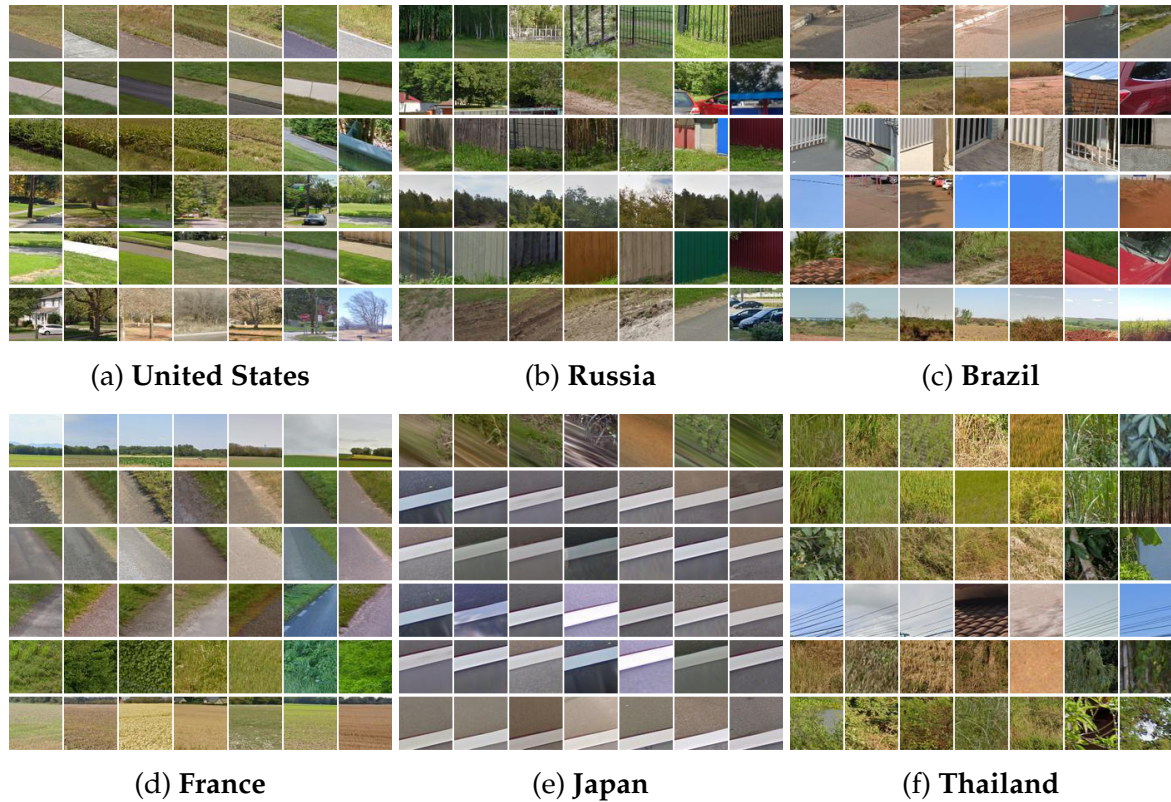 (a) United States
(b) Russia
(c) Brazil
(d) France
(e) Japan
(f) Thailand